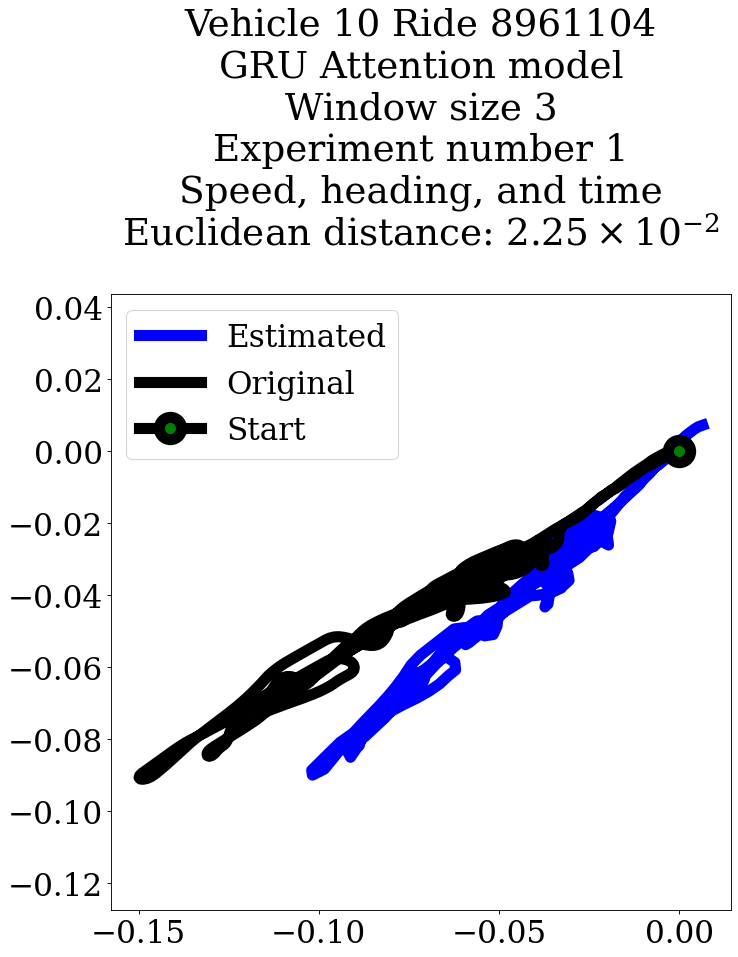 Vehicle 10 Ride 8961104
GRU Attention model
Window size 3
Experiment number 1
Speed, heading, and time
Euclidean distance: 2.25 × 10⁻²
Estimated
Original
Start
0.04
0.02
0.00
−0.02
−0.04
−0.06
−0.08
−0.10
−0.12
−0.15
−0.10
−0.05
0.00